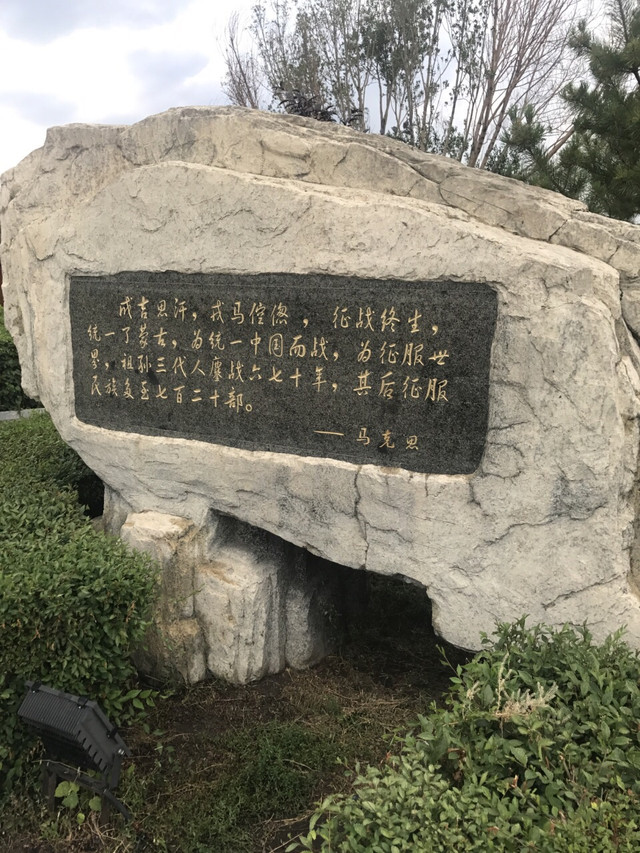 成吉思汗，戎马倥偬，征战终生，
统一了蒙古，为统一中国而战，为征服世
界，祖孙三代人鏖战六七十年，其后征服
民族多至七百二十部。
——马克思